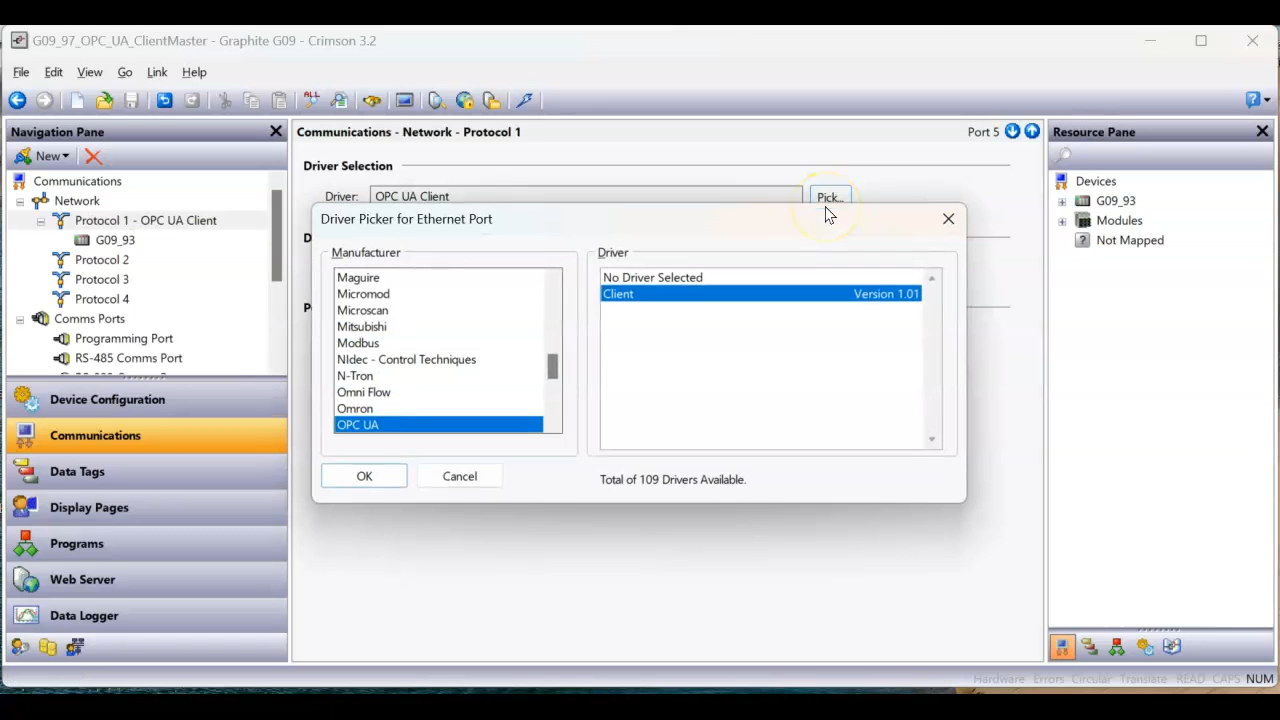 G09_97_OPC_UA_ClientMaster - Graphite G09 - Crimson 3.2
File Edit View Go Link Help
Navigation Pane
New
Communications
Network
Protocol 1 - OPC UA Client
G09_93
Protocol 2
Protocol 3
Protocol 4
Comms Ports
Programming Port
RS-485 Comms Port
Device Configuration
Communications
Data Tags
Display Pages
Programs
Web Server
Data Logger
Communications - Network - Protocol 1
Port 5
Driver Selection
Driver: OPC UA Client
Pick...
Driver Picker for Ethernet Port
Manufacturer
Maguire
Micromod
Microscan
Mitsubishi
Modbus
NIdec - Control Techniques
N-Tron
Omni Flow
Omron
OPC UA
Driver
No Driver Selected
Client Version 1.01
OK
Cancel
Total of 109 Drivers Available.
Resource Pane
Devices
G09_93
Modules
Not Mapped
Hardware Errors Circular Translate READ CAPS NUM